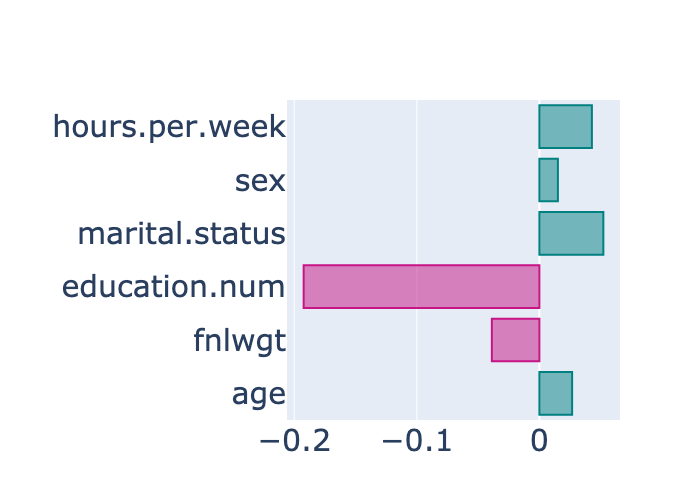 hours.per.week
sex
marital.status
education.num
fnlwgt
age
−0.2 −0.1 0